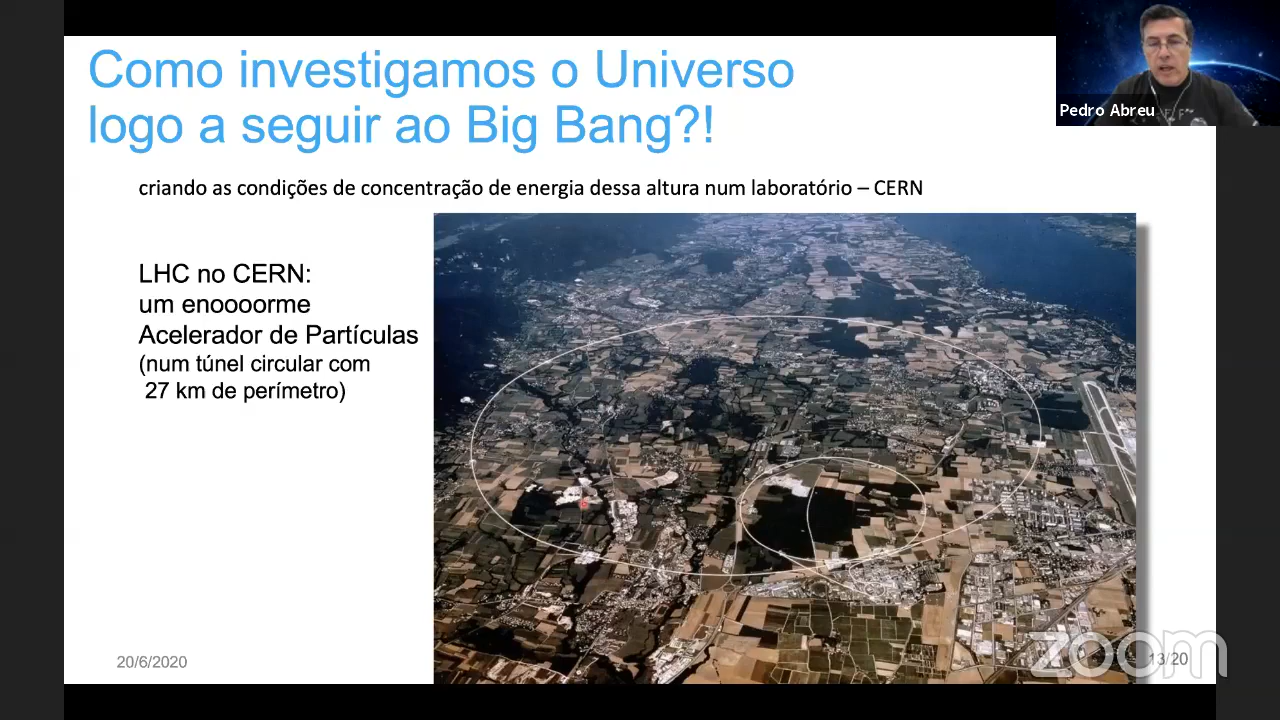 Como investigamos o Universo
logo a seguir ao Big Bang?!
Pedro Abreu
criando as condições de concentração de energia dessa altura num laboratório – CERN
LHC no CERN:
um enoooorme
Acelerador de Partículas
(num túnel circular com
27 km de perímetro)
20/6/2020
13/20
zoom